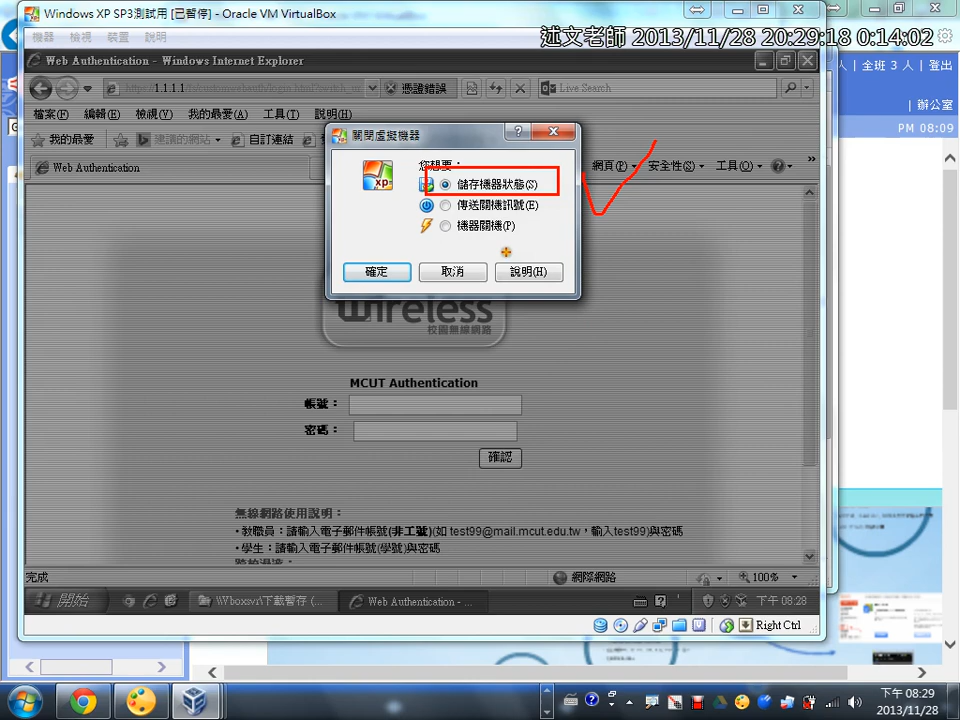 Windows XP SP3測試用 [已暫停] - Oracle VM VirtualBox
機器 檢視 裝置 說明
述文老師 2013/11/28 20:29:18 0:14:02
Web Authentication - Windows Internet Explorer
人 | 全班 3 人 | 登出
憑證錯誤
Live Search
| 辦公室
檔案(F) 編輯(E) 檢視(V) 我的最愛(A) 工具(T) 說明(H)
PM 08:09
我的最愛 建議的網站 自訂連結
關閉虛擬機器
Web Authentication
網頁(P) 安全性(S) 工具(O)
您想要:
儲存機器狀態(S)
傳送關機訊號(E)
機器關機(P)
確定 取消 說明(H)
wireless
校園無線網路
MCUT Authentication
帳號:
密碼:
確認
無線網路使用說明:
• 教職員:請輸入電子郵件帳號(非工號)(如 test99@mail.mcut.edu.tw,輸入test99)與密碼
• 學生:請輸入電子郵件帳號(學號)與密碼
完成 網際網路 100%
開始 \\Vboxsvr\下載暫存 (... Web Authentication - ... 下午 08:28
Right Ctrl
下午 08:29
2013/11/28